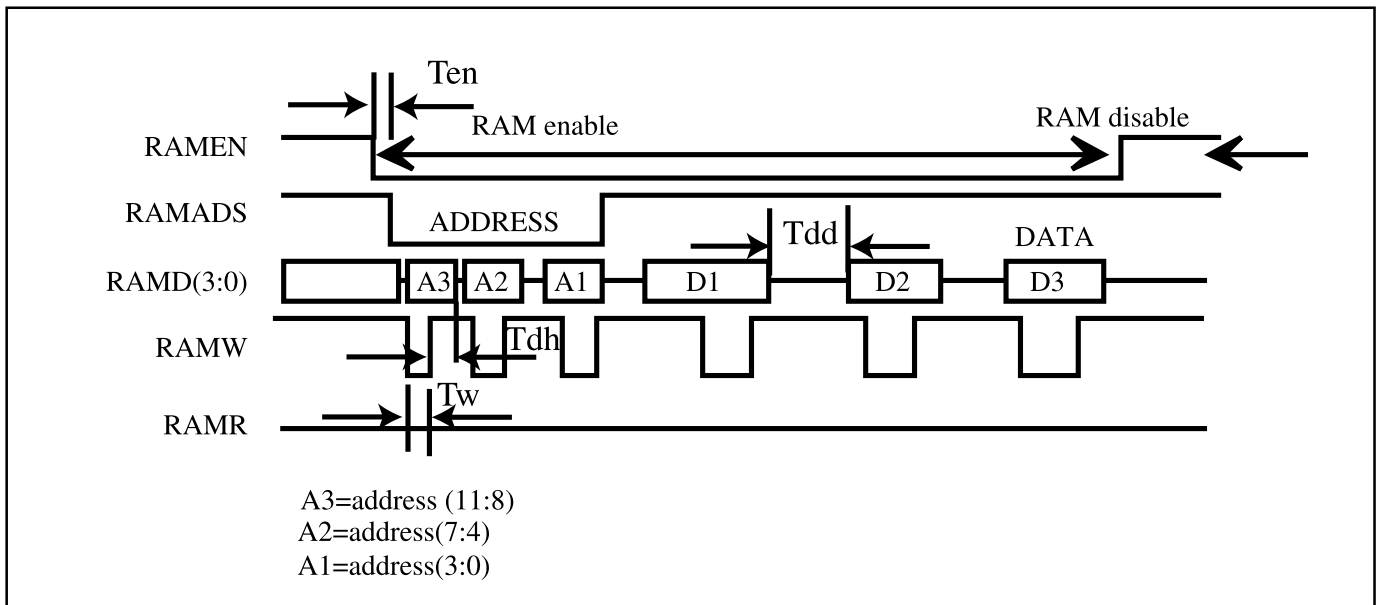 Ten
RAM enable
RAM disable
RAMEN
RAMADS
ADDRESS
Tdd
DATA
RAMD(3:0)
A3 A2 A1 D1 D2 D3
RAMW
Tdh
Tw
RAMR
A3=address (11:8)
A2=address(7:4)
A1=address(3:0)